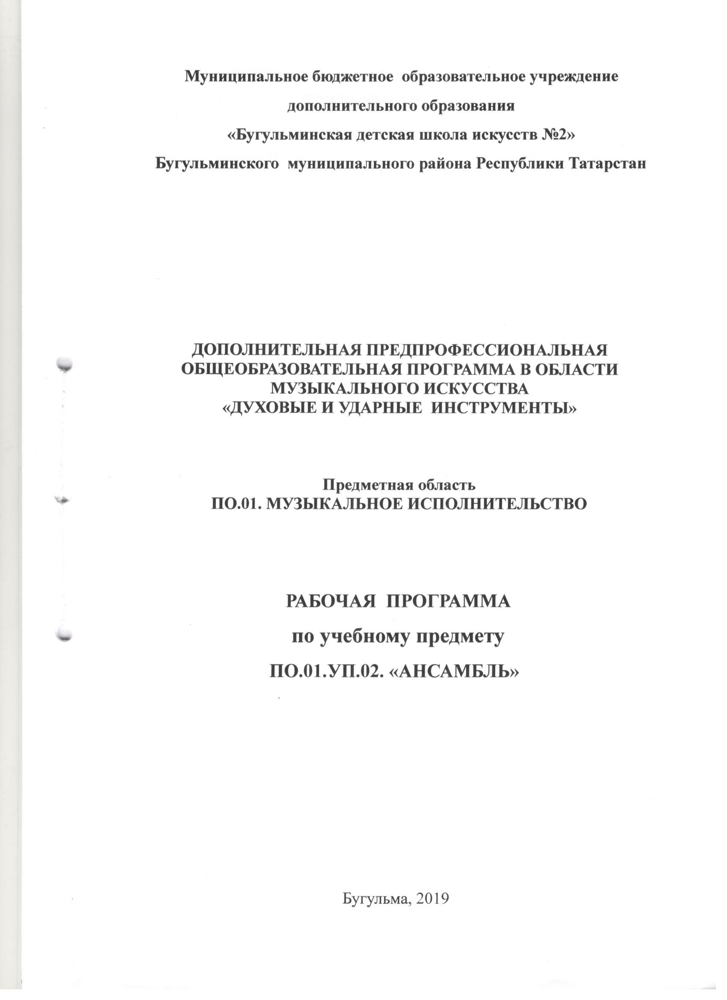 Муниципальное бюджетное образовательное учреждение
дополнительного образования
«Бугульминская детская школа искусств №2»
Бугульминского муниципального района Республики Татарстан
ДОПОЛНИТЕЛЬНАЯ ПРЕДПРОФЕССИОНАЛЬНАЯ
ОБЩЕОБРАЗОВАТЕЛЬНАЯ ПРОГРАММА В ОБЛАСТИ
МУЗЫКАЛЬНОГО ИСКУССТВА
«ДУХОВЫЕ И УДАРНЫЕ ИНСТРУМЕНТЫ»
Предметная область
ПО.01. МУЗЫКАЛЬНОЕ ИСПОЛНИТЕЛЬСТВО
РАБОЧАЯ ПРОГРАММА
по учебному предмету
ПО.01.УП.02. «АНСАМБЛЬ»
Бугульма, 2019